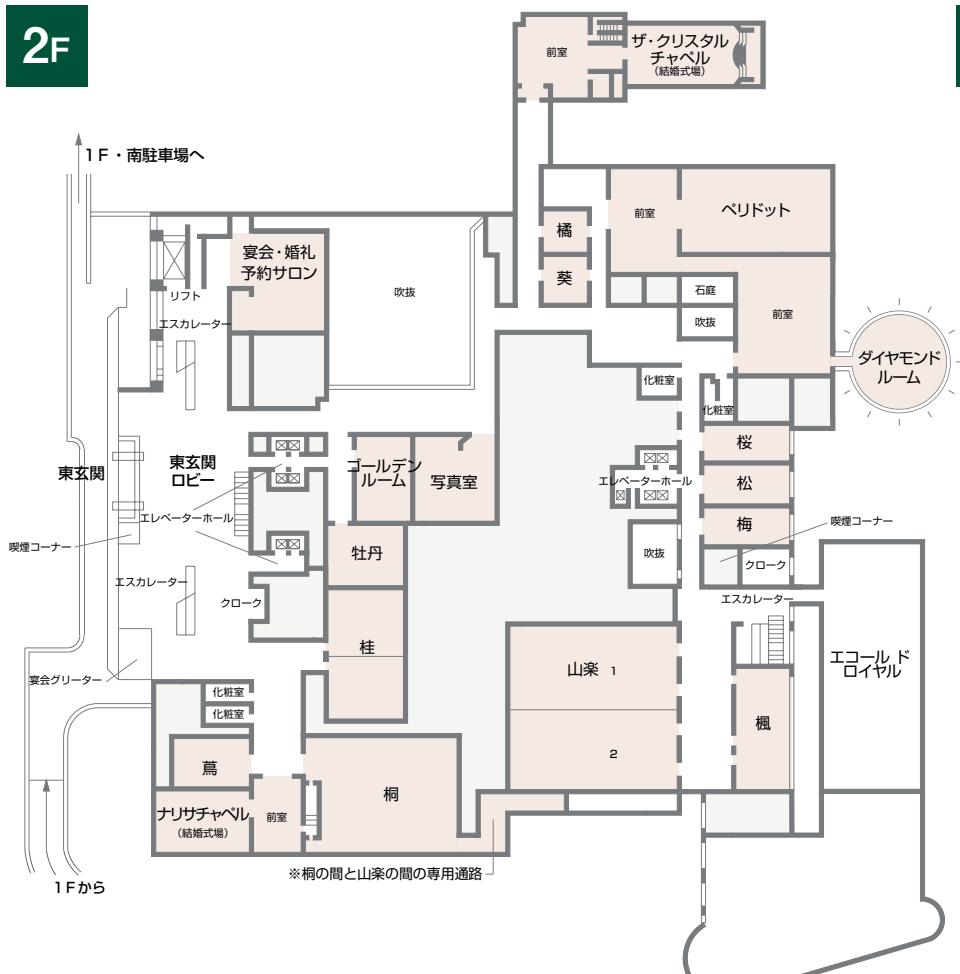 2F
前室
ザ・クリスタル
チャペル
(結婚式場)
1F・南駐車場へ
前室
ペリドット
橘
宴会・婚礼
予約サロン
葵
吹抜
石庭
リフト
前室
吹抜
エスカレーター
ダイヤモンド
ルーム
化粧室
化粧室
桜
東玄関
東玄関
ロビー
ゴールデン
ルーム
写真室
エレベーターホール
松
エレベーターホール
梅
喫煙コーナー
喫煙コーナー
牡丹
吹抜
クローク
エスカレーター
クローク
エスカレーター
桂
山楽 1
エコール ド
ロイヤル
宴会グリーター
化粧室
化粧室
楓
2
蔦
桐
ナリサチャペル
(結婚式場)
前室
※桐の間と山楽の間の専用通路
1Fから